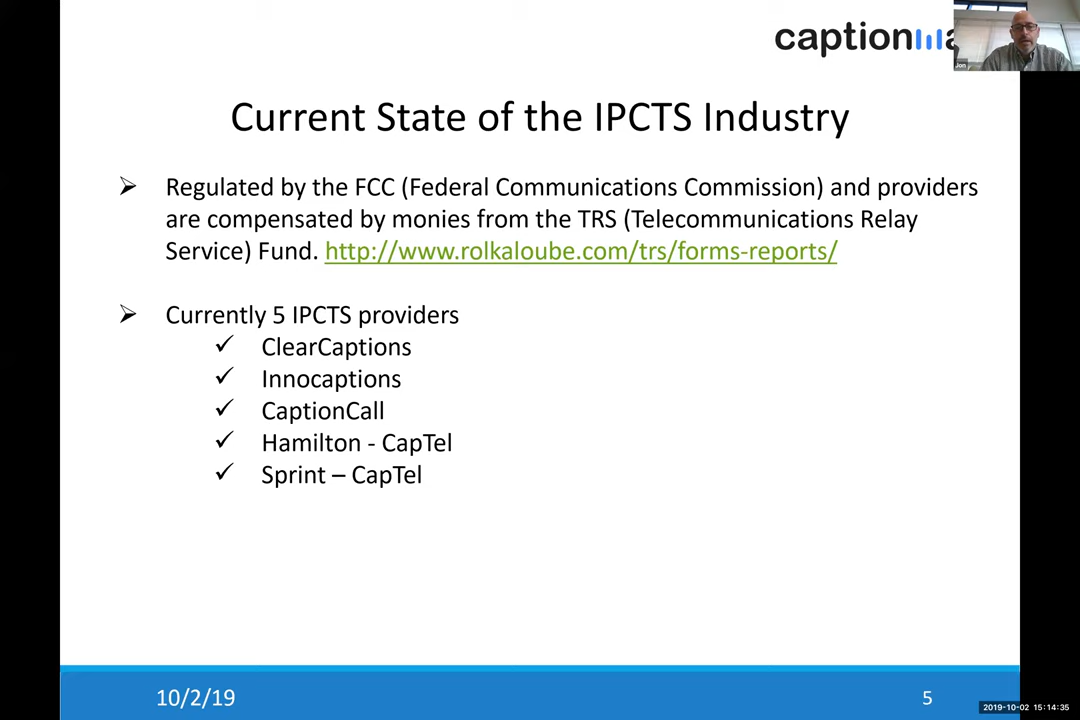 caption
Jon
Current State of the IPCTS Industry
➢ Regulated by the FCC (Federal Communications Commission) and providers
are compensated by monies from the TRS (Telecommunications Relay
Service) Fund. http://www.rolkaloube.com/trs/forms-reports/
➢ Currently 5 IPCTS providers
✓ ClearCaptions
✓ Innocaptions
✓ CaptionCall
✓ Hamilton - CapTel
✓ Sprint – CapTel
10/2/19
5
2019-10-02 15:14:35